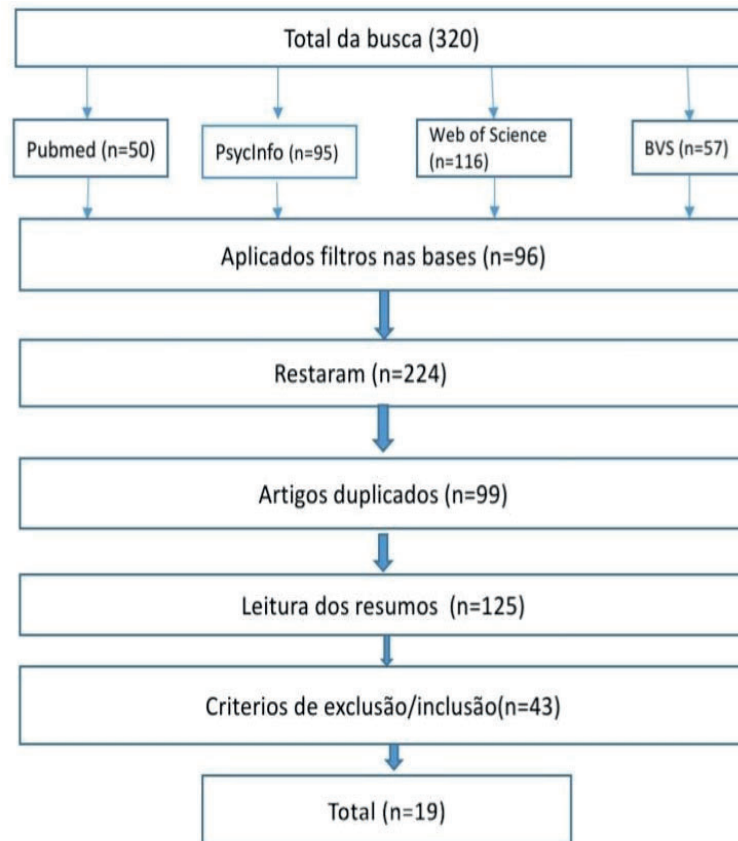 Total da busca (320)
Pubmed (n=50)
PsycInfo (n=95)
Web of Science
(n=116)
BVS (n=57)
Aplicados filtros nas bases (n=96)
Restaram (n=224)
Artigos duplicados (n=99)
Leitura dos resumos (n=125)
Criterios de exclusão/inclusão(n=43)
Total (n=19)